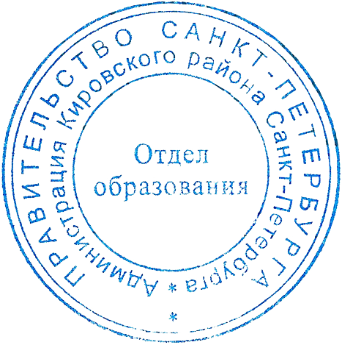 ПРАВИТЕЛЬСТВО САНКТ-ПЕТЕРБУРГА *
Администрация Кировского района Санкт-Петербурга *
Отдел
образования